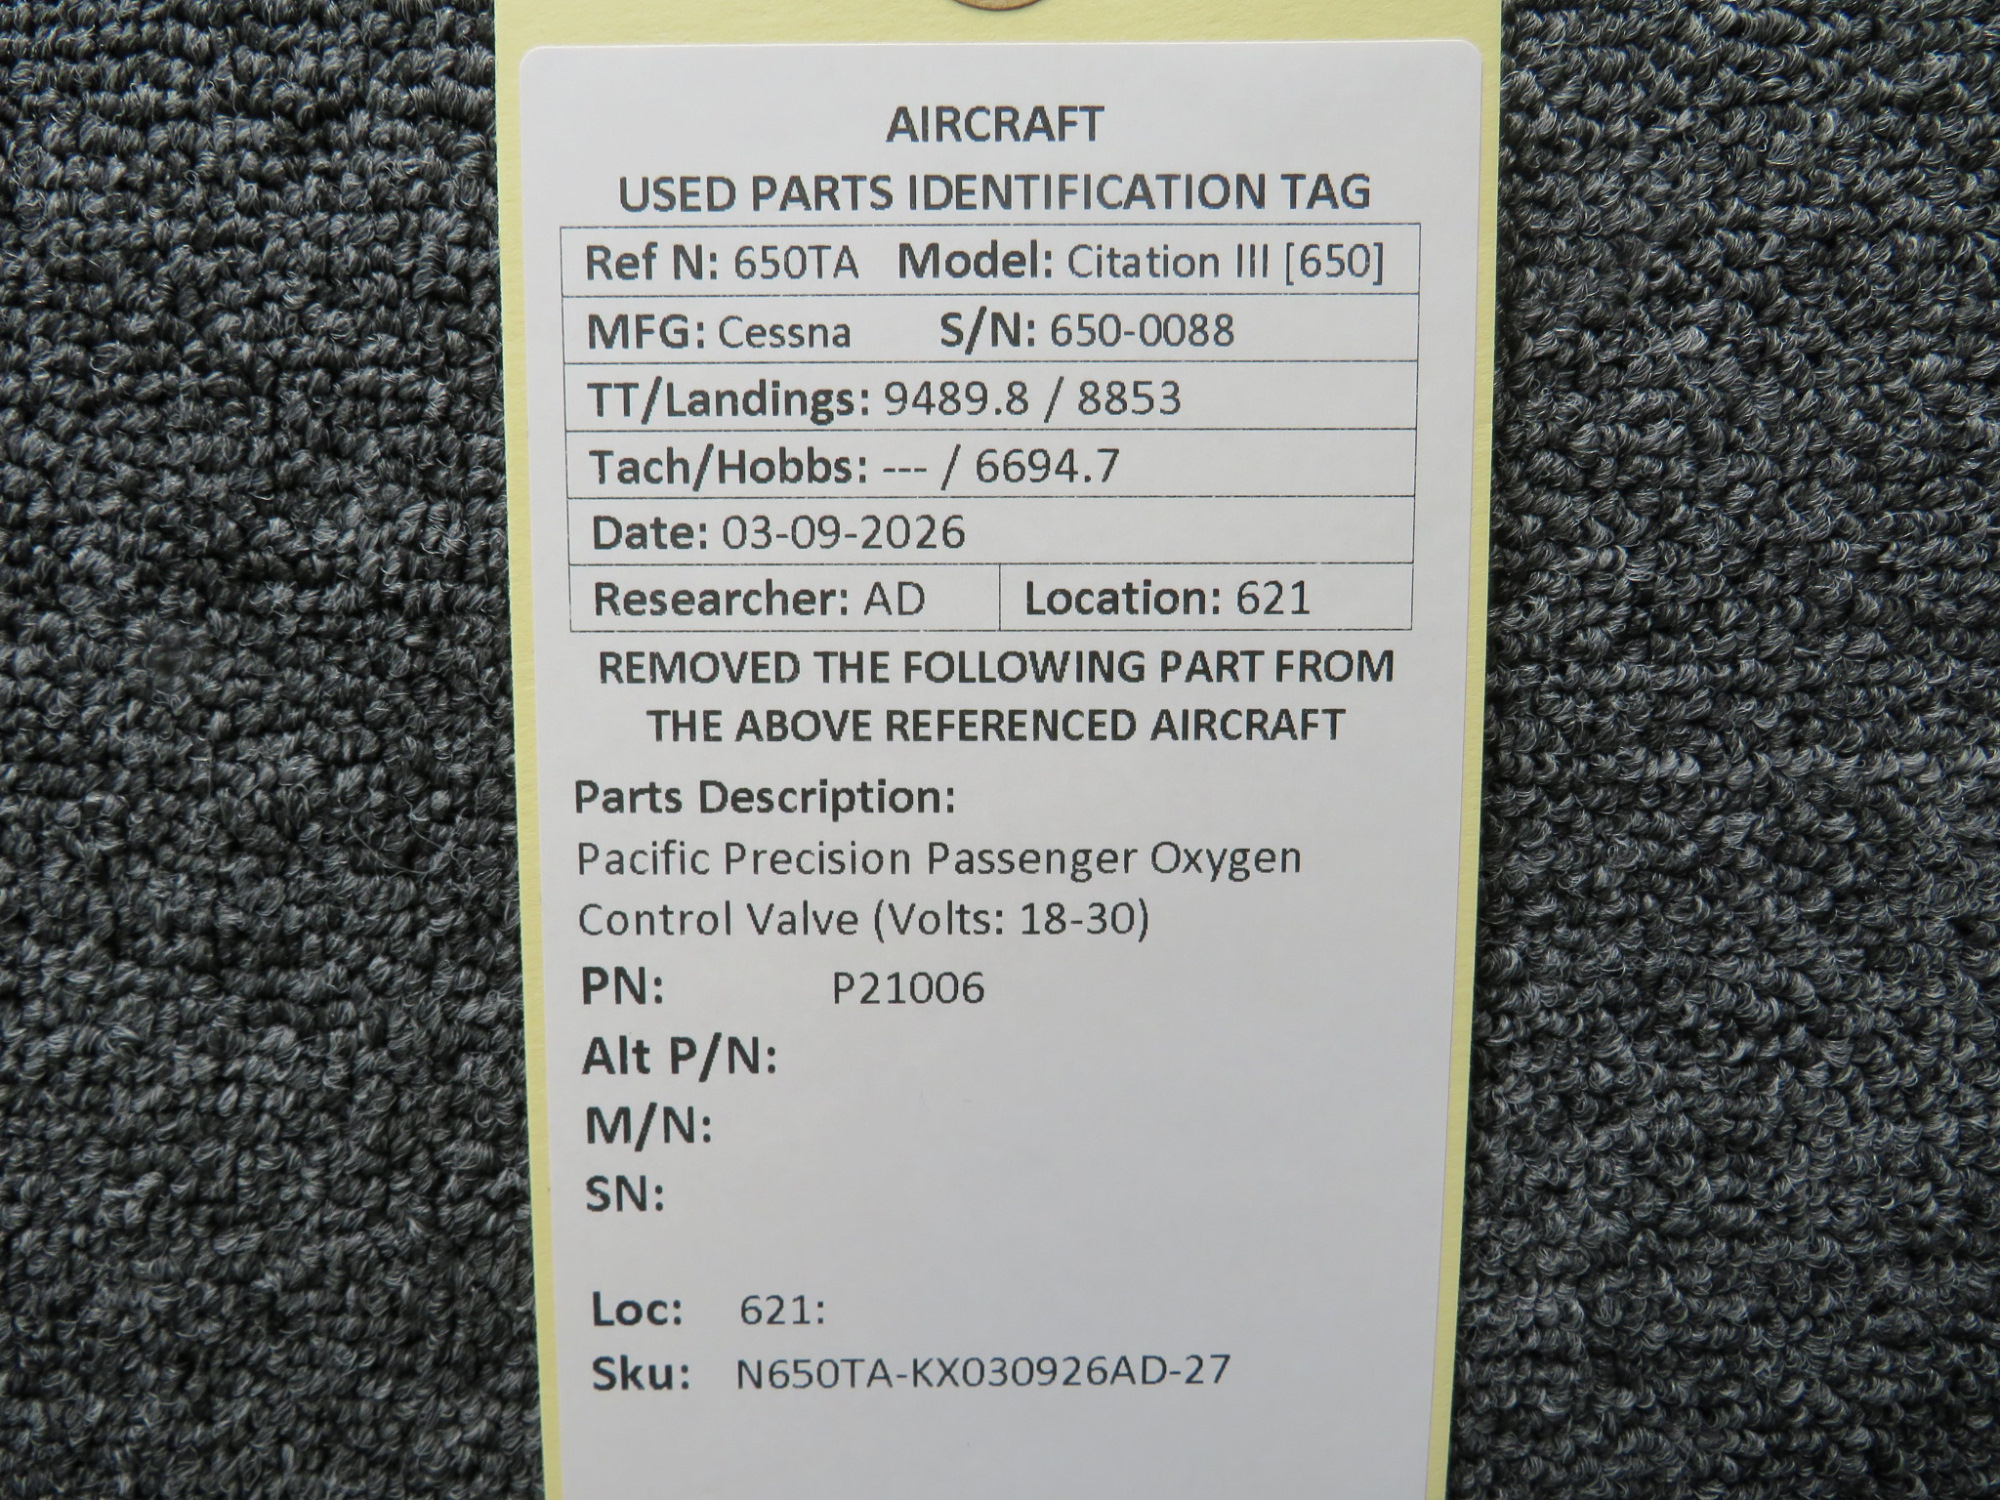 AIRCRAFT
USED PARTS IDENTIFICATION TAG
Ref N: 650TA Model: Citation III [650]
MFG: Cessna S/N: 650-0088
TT/Landings: 9489.8 / 8853
Tach/Hobbs: --- / 6694.7
Date: 03-09-2026
Researcher: AD Location: 621
REMOVED THE FOLLOWING PART FROM
THE ABOVE REFERENCED AIRCRAFT
Parts Description:
Pacific Precision Passenger Oxygen
Control Valve (Volts: 18-30)
PN: P21006
Alt P/N:
M/N:
SN:
Loc: 621:
Sku: N650TA-KX030926AD-27